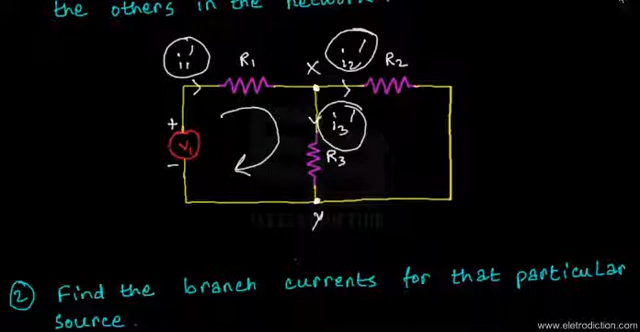 the others in the network.
i₁'
R₁
X
i₂'
R₂
+
V₁
-
i₃'
R₃
y
② Find the branch currents for that particular
source.
www.eletrodiction.com